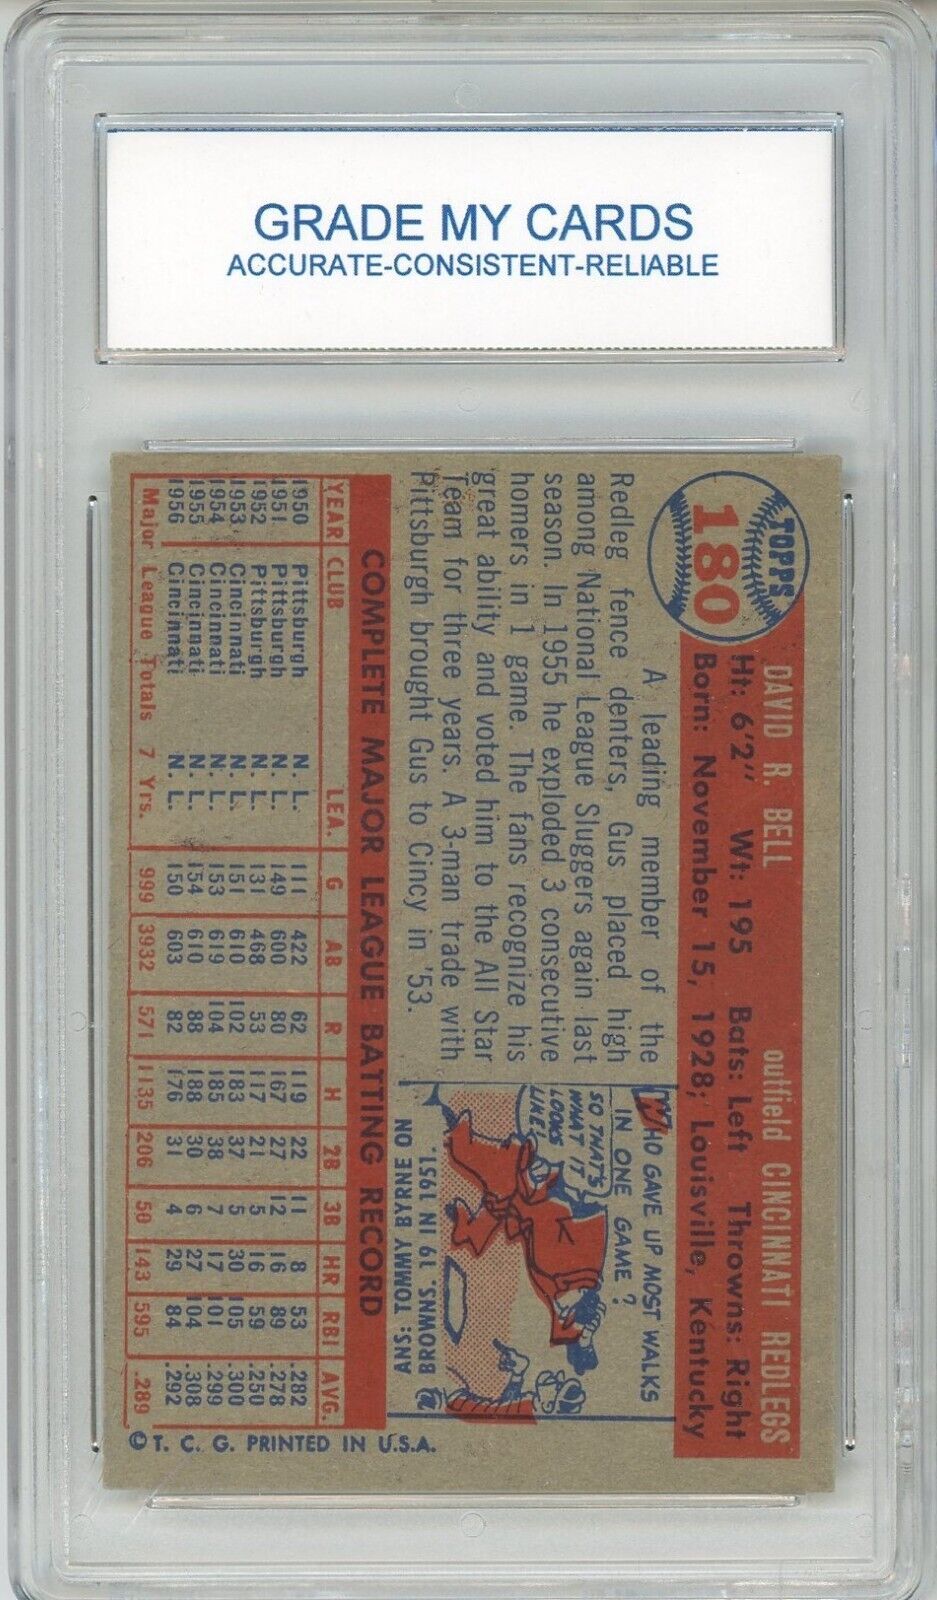 GRADE MY CARDS
ACCURATE-CONSISTENT-RELIABLE
TOPPS
180
DAVID R. BELL outfield CINCINNATI REDLEGS
Ht: 6'2" Wt: 195 Bats: Left Throws: Right
Born: November 15, 1928; Louisville, Kentucky
A leading member of the
Redleg fence denters, Gus placed high
among National League Sluggers again last
season. In 1955 he exploded 3 consecutive
homers in 1 game. The fans recognize his
great ability and voted him to the All Star
Team for three years. A 3-man trade with
Pittsburgh brought Gus to Cincy in '53.
WHO GAVE UP MOST WALKS
IN ONE GAME?
SO THAT'S
WHAT IT
LOOKS
LIKE!
K
ANS: TOMMY BYRNE ON
BROWNS. 19 IN 1951.
COMPLETE MAJOR LEAGUE BATTING RECORD
YEAR CLUB LEA. G AB R H 2B 3B HR RBI AVG.
1950 Pittsburgh N. L. 111 422 62 119 22 11 8 53 .282
1951 Pittsburgh N. L. 149 600 80 167 27 12 16 89 .278
1952 Pittsburgh N. L. 131 468 53 117 21 5 16 59 .250
1953 Cincinnati N. L. 151 610 102 183 37 5 30 105 .300
1954 Cincinnati N. L. 153 619 104 185 38 7 17 101 .299
1955 Cincinnati N. L. 154 610 88 188 30 6 27 104 .308
1956 Cincinnati N. L. 150 603 82 176 31 4 29 84 .292
Major League Totals 7 Yrs. 999 3932 571 1135 206 50 143 595 .289
© T. C. G. PRINTED IN U.S.A.